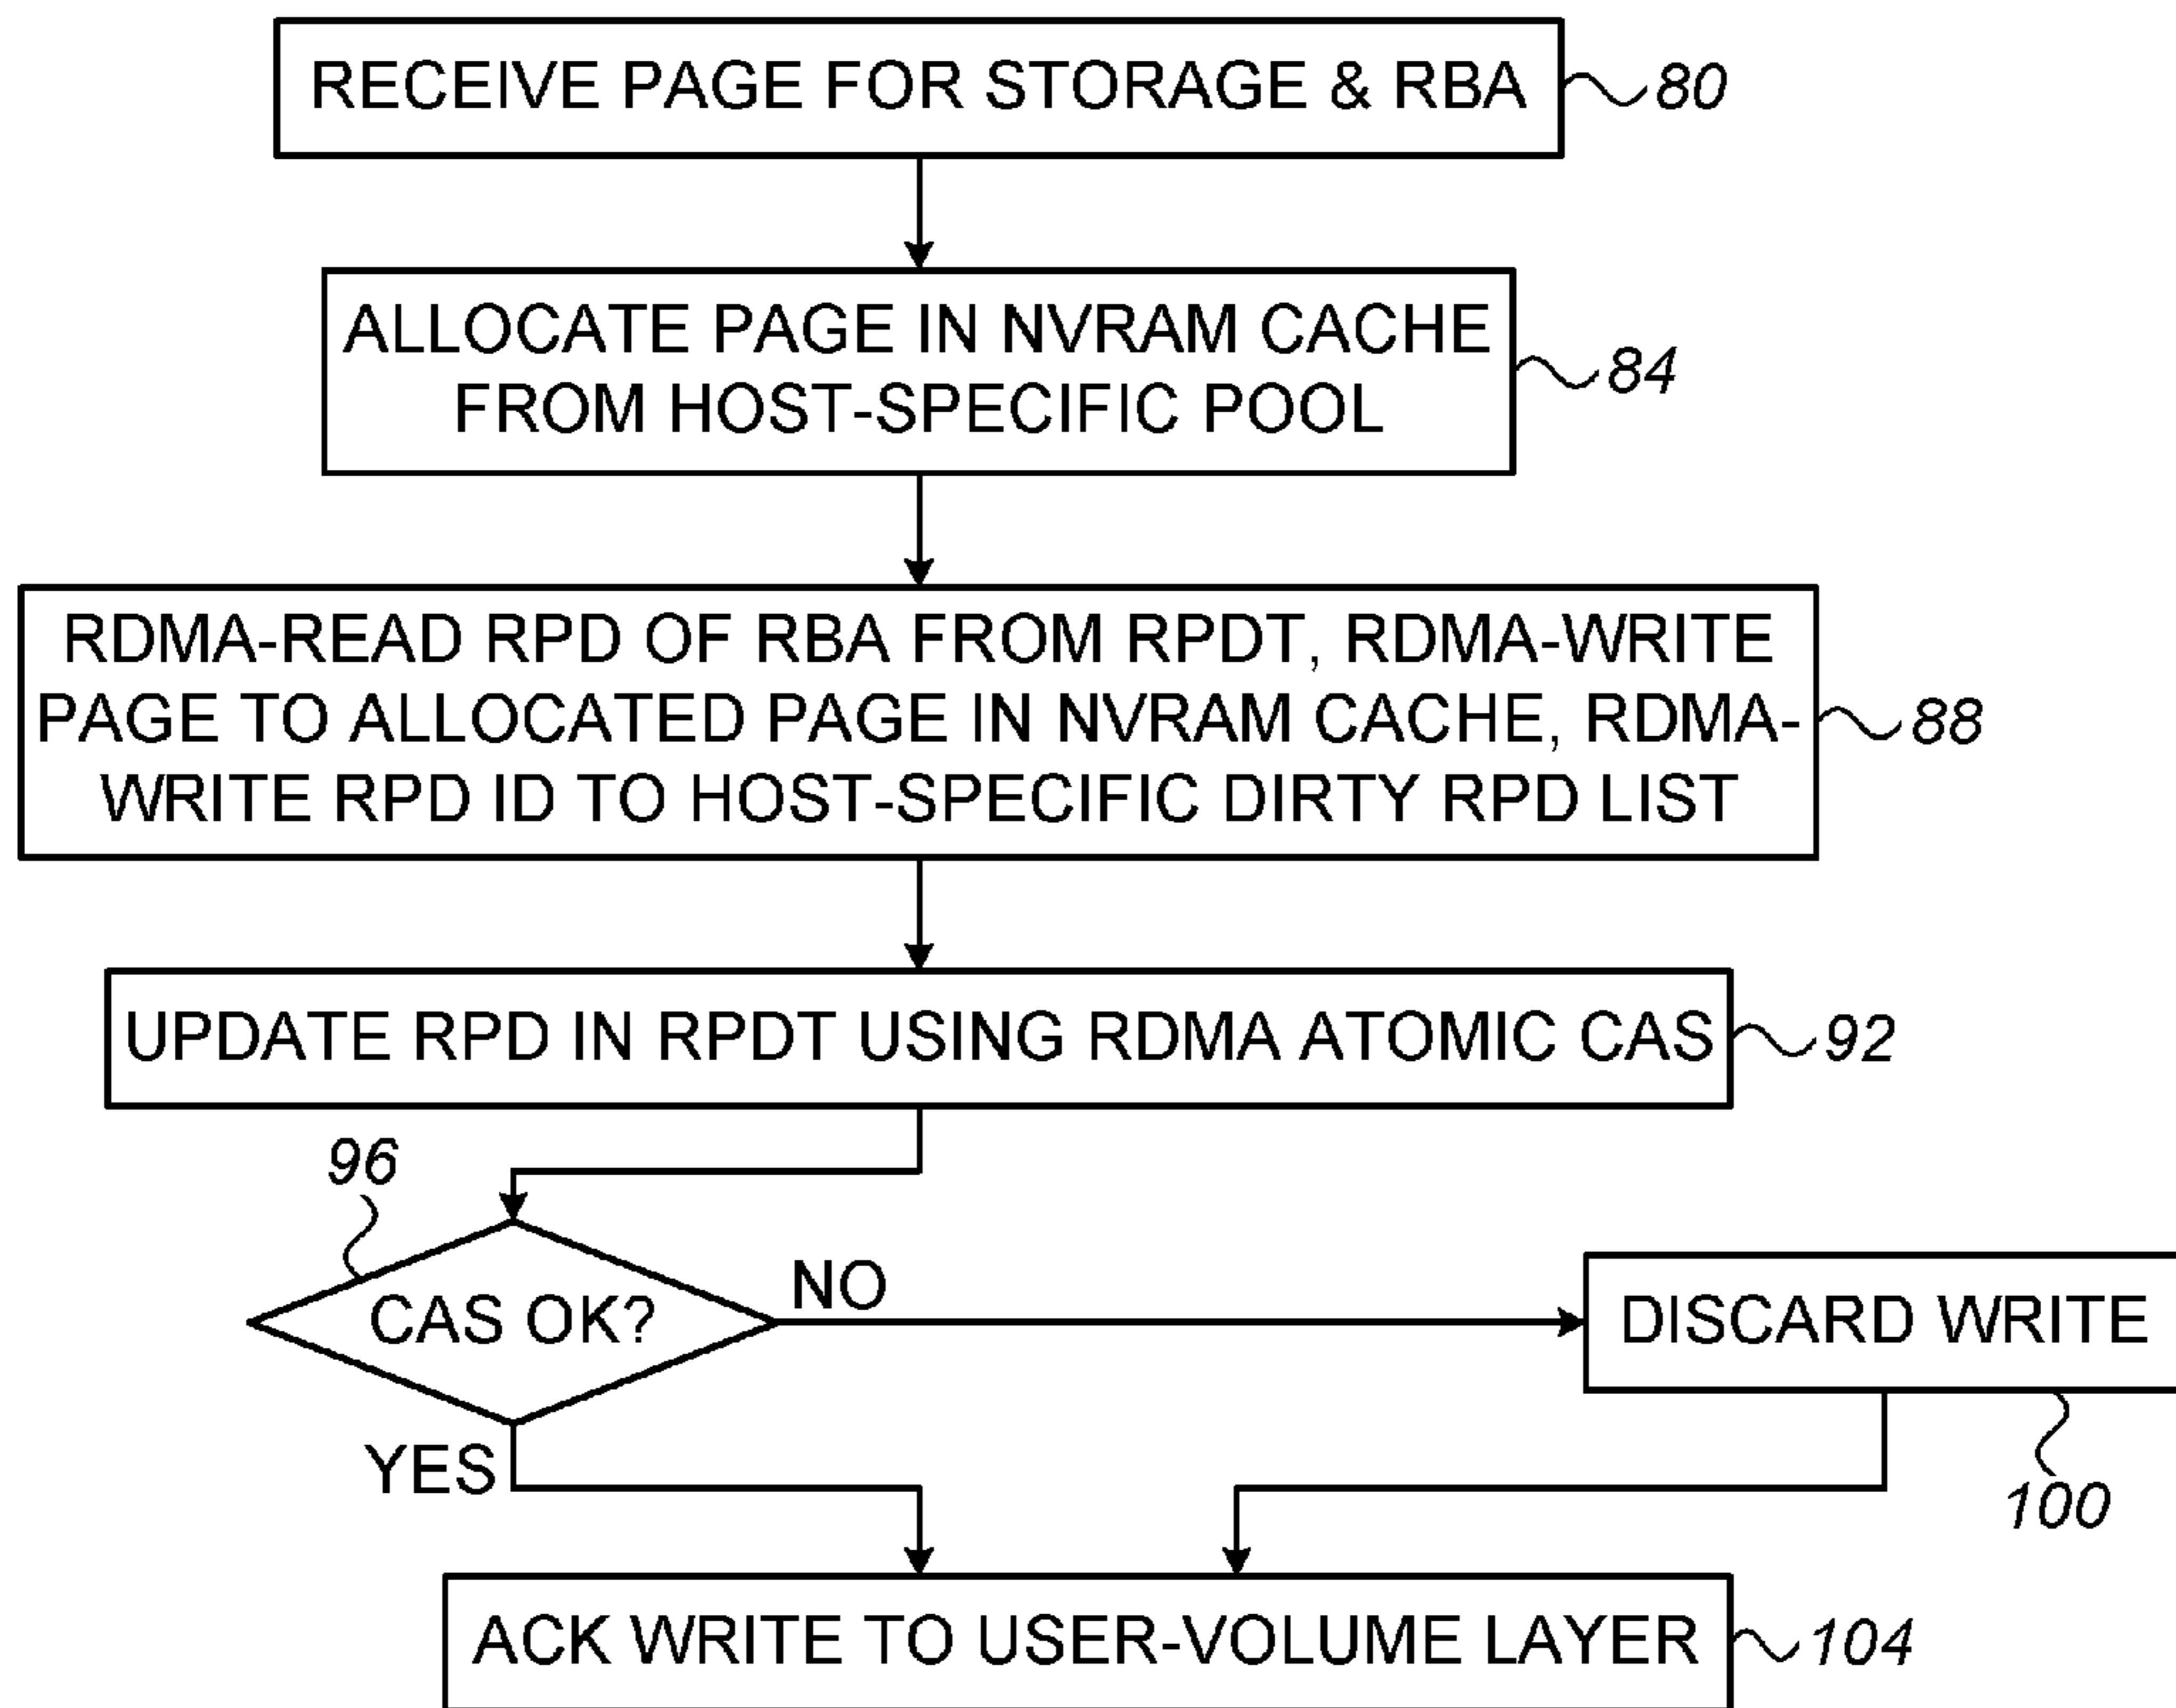 RECEIVE PAGE FOR STORAGE & RBA
80
ALLOCATE PAGE IN NVRAM CACHE
FROM HOST-SPECIFIC POOL
84
RDMA-READ RPD OF RBA FROM RPDT, RDMA-WRITE
PAGE TO ALLOCATED PAGE IN NVRAM CACHE, RDMA-
WRITE RPD ID TO HOST-SPECIFIC DIRTY RPD LIST
88
UPDATE RPD IN RPDT USING RDMA ATOMIC CAS
92
96
CAS OK?
NO
DISCARD WRITE
YES
100
ACK WRITE TO USER-VOLUME LAYER
104